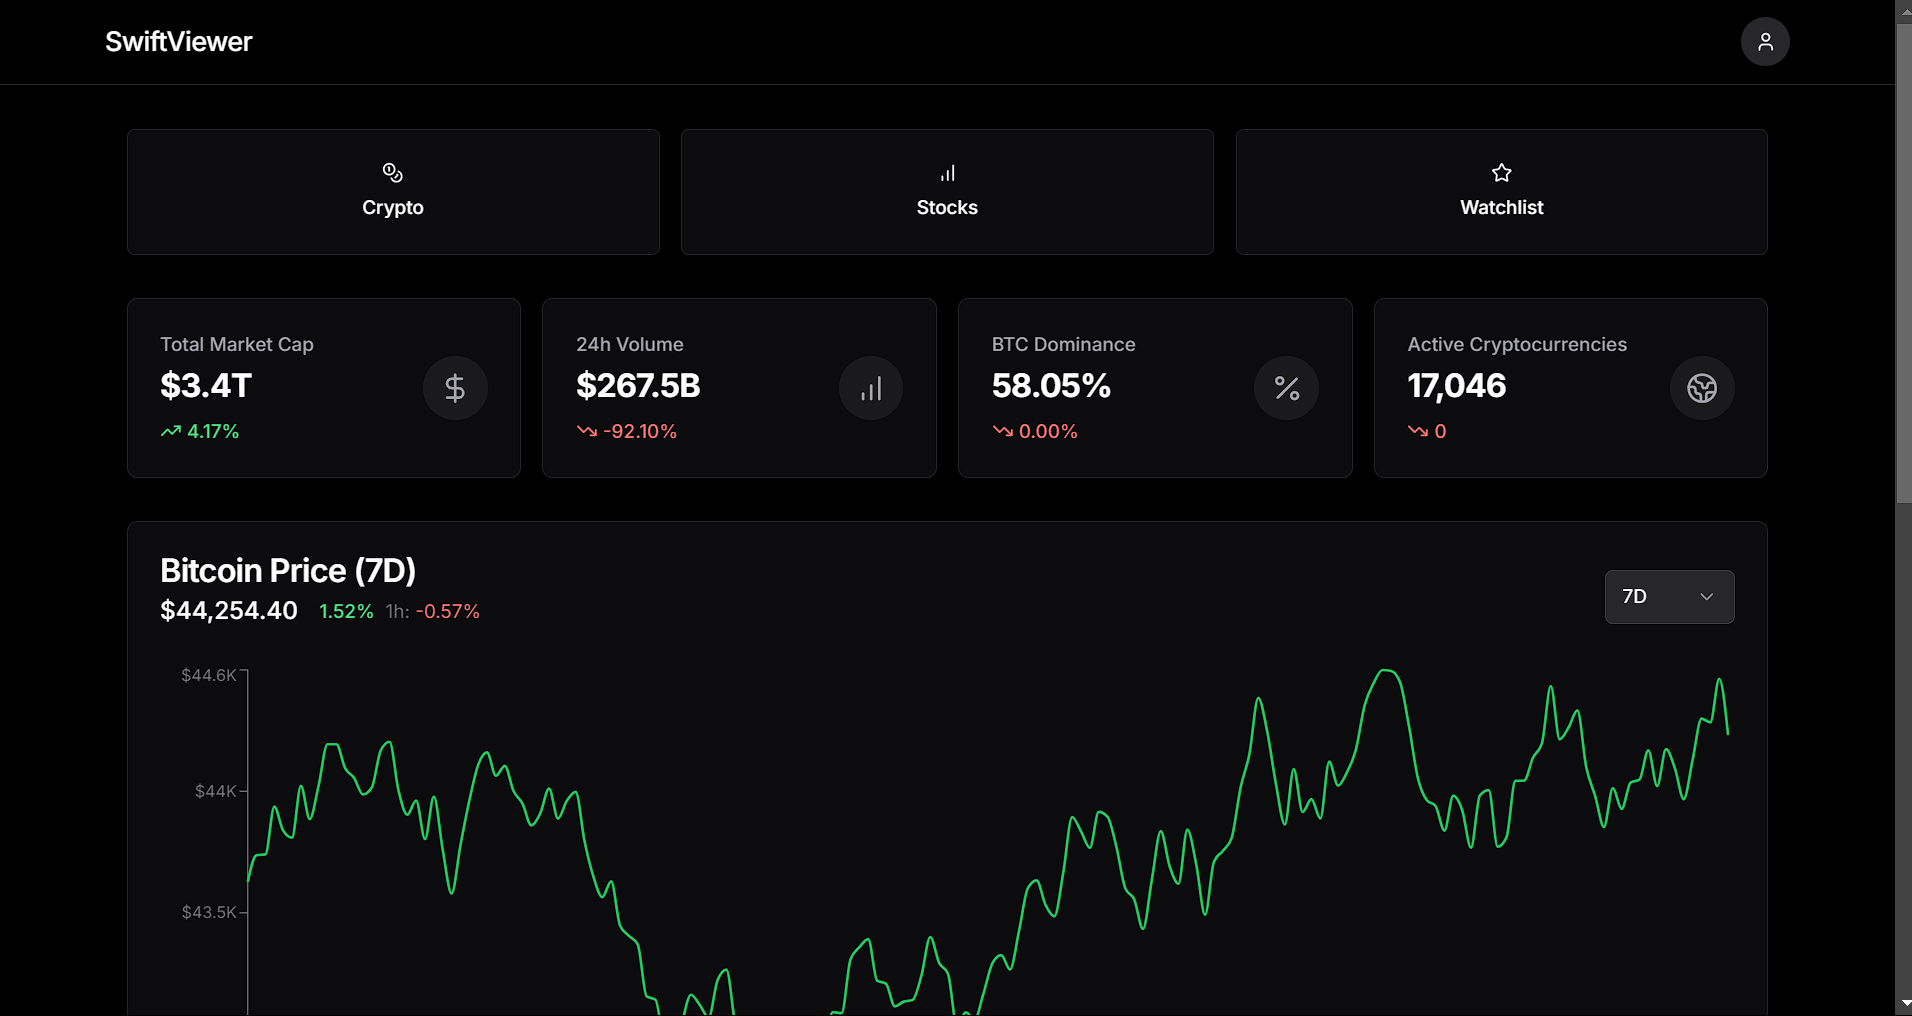 SwiftViewer
Crypto
Stocks
Watchlist
Total Market Cap
$3.4T
4.17%
24h Volume
$267.5B
-92.10%
BTC Dominance
58.05%
0.00%
Active Cryptocurrencies
17,046
0
Bitcoin Price (7D)
$44,254.40 1.52% 1h: -0.57%
7D
$44.6K
$44K
$43.5K